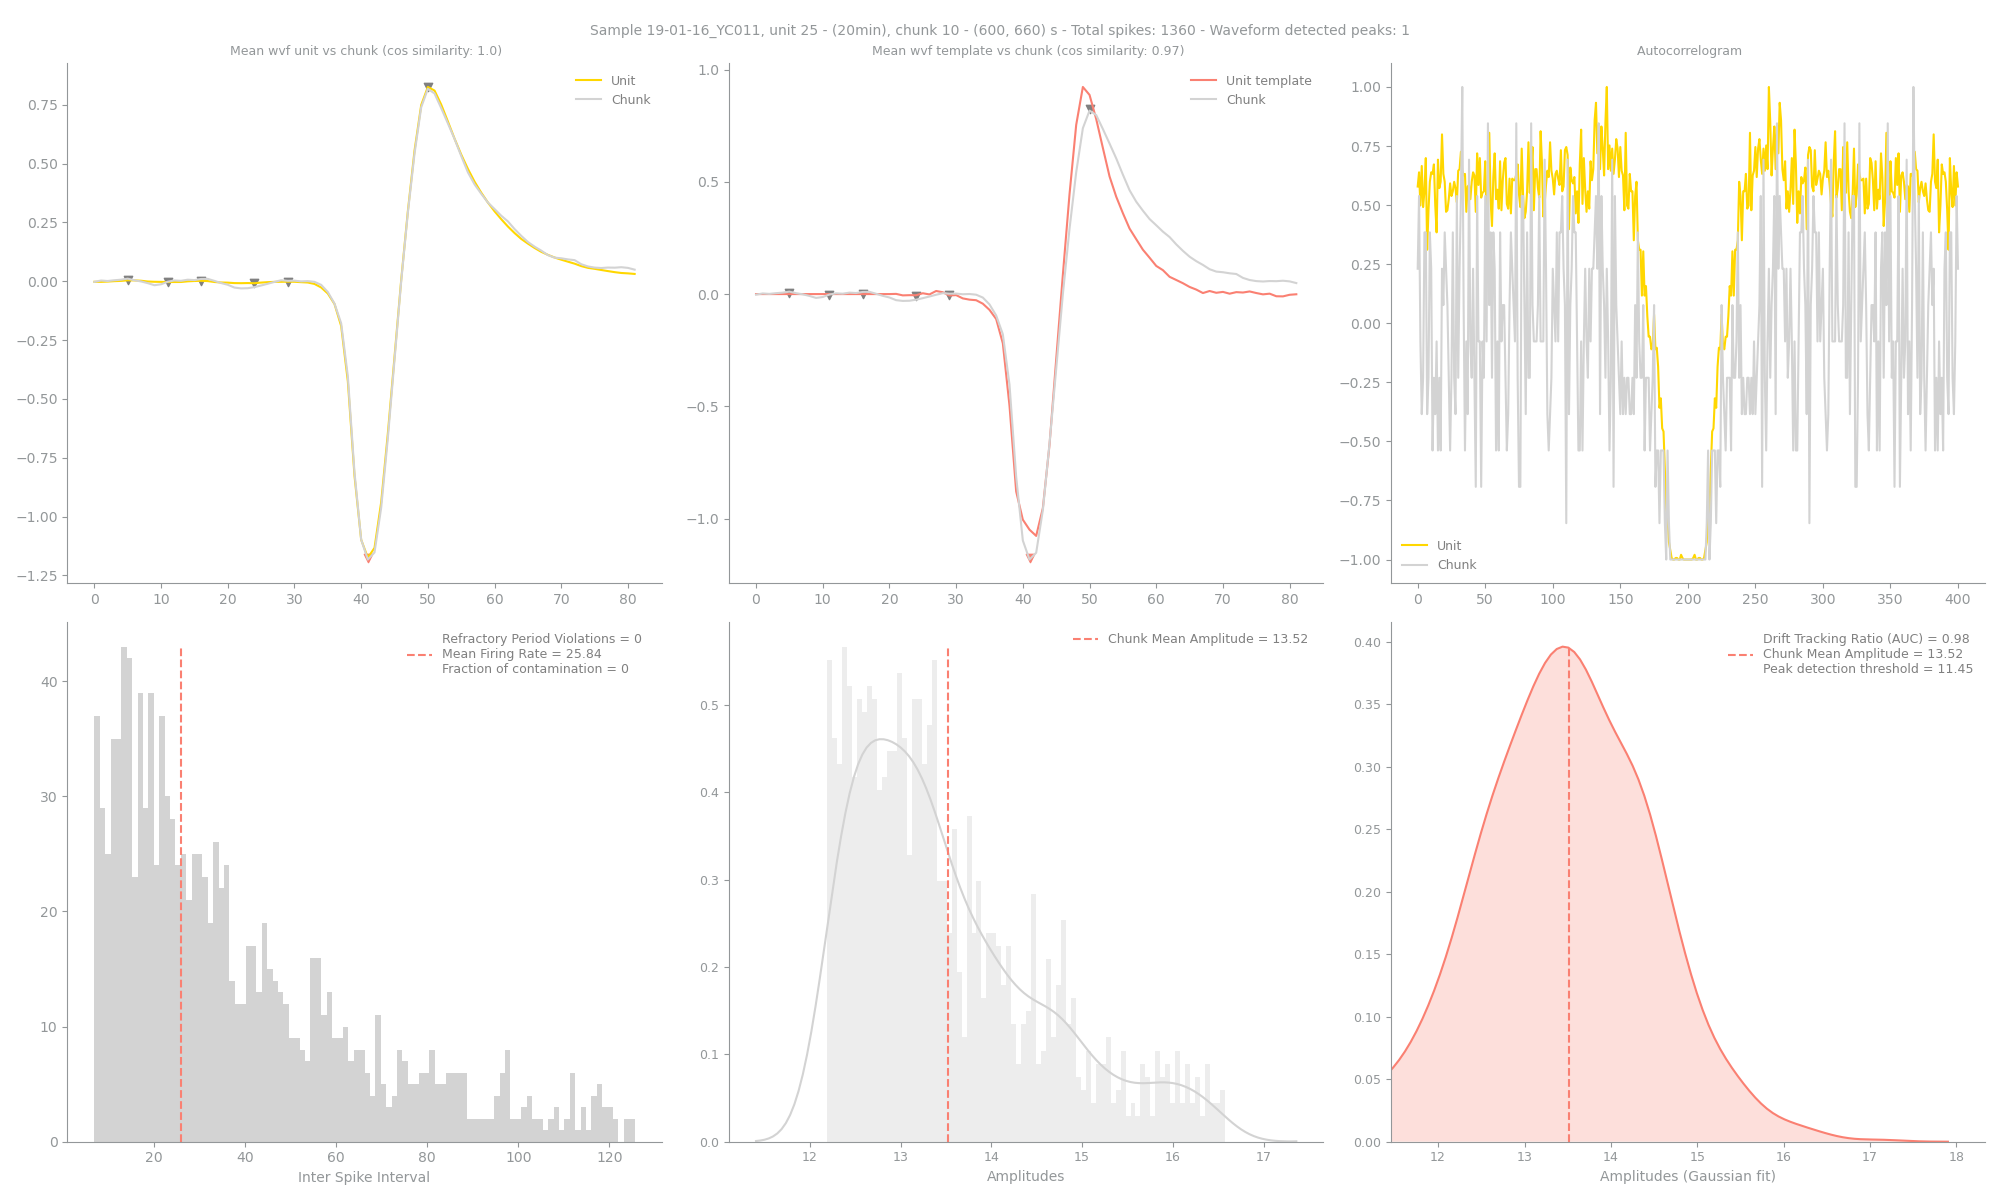 Sample 19-01-16_YC011, unit 25 - (20min), chunk 10 - (600, 660) s - Total spikes: 1360 - Waveform detected peaks: 1
Mean wvf unit vs chunk (cos similarity: 1.0)
Unit
Chunk
0.75
0.50
0.25
0.00
−0.25
−0.50
−0.75
−1.00
−1.25
0 10 20 30 40 50 60 70 80
Mean wvf template vs chunk (cos similarity: 0.97)
Unit template
Chunk
1.0
0.5
0.0
−0.5
−1.0
0 10 20 30 40 50 60 70 80
Autocorrelogram
1.00
0.75
0.50
0.25
0.00
−0.25
−0.50
−0.75
−1.00
Unit
Chunk
0 50 100 150 200 250 300 350 400
Refractory Period Violations = 0
Mean Firing Rate = 25.84
Fraction of contamination = 0
40
30
20
10
0
20 40 60 80 100 120
Inter Spike Interval
Chunk Mean Amplitude = 13.52
0.5
0.4
0.3
0.2
0.1
0.0
12 13 14 15 16 17
Amplitudes
Drift Tracking Ratio (AUC) = 0.98
Chunk Mean Amplitude = 13.52
Peak detection threshold = 11.45
0.40
0.35
0.30
0.25
0.20
0.15
0.10
0.05
0.00
12 13 14 15 16 17 18
Amplitudes (Gaussian fit)